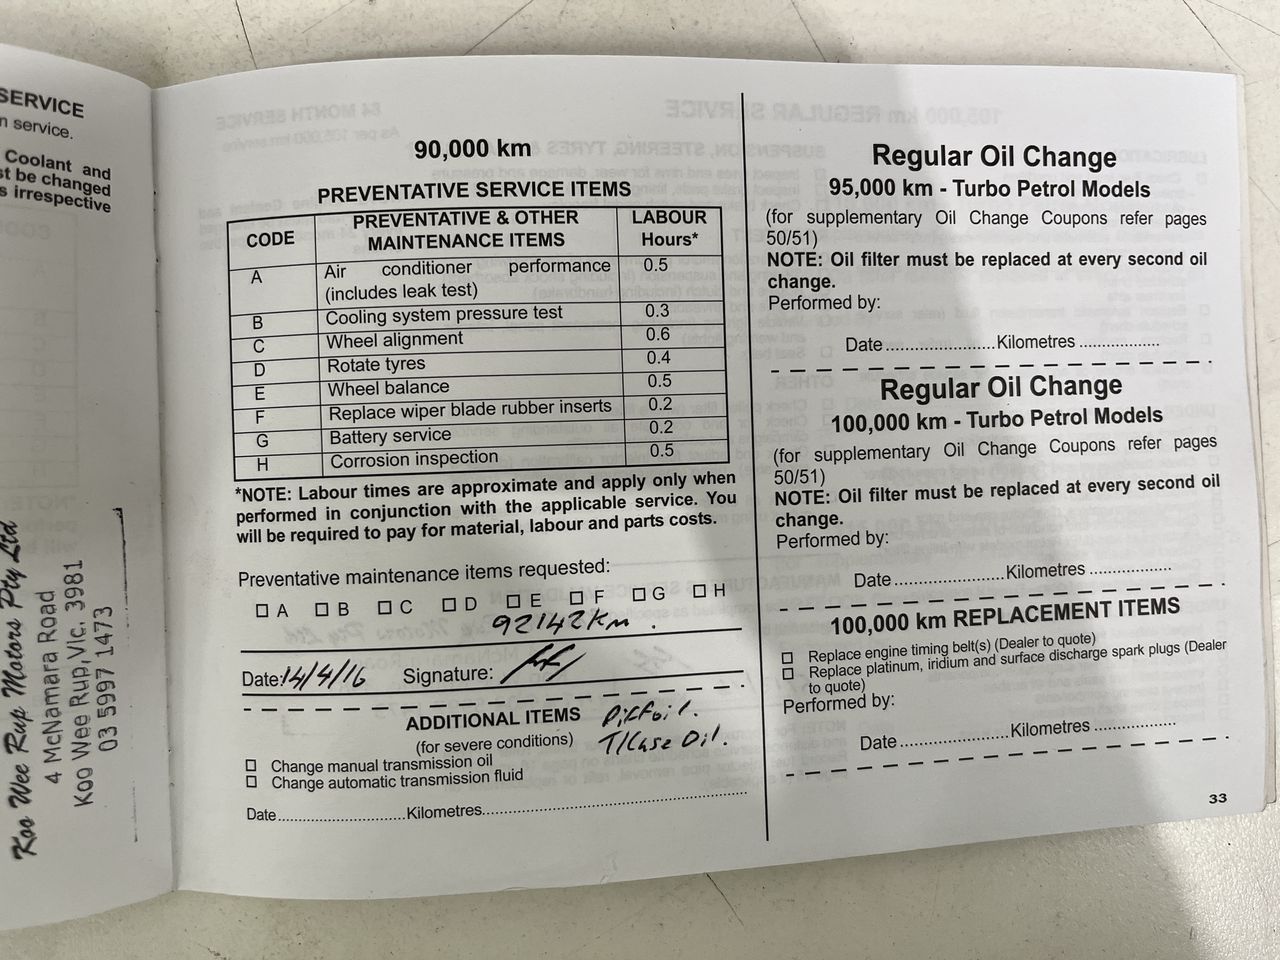 SERVICE
n service.
Coolant and
st be changed
s irrespective
Koo Wee Rup Motors Pty Ltd
4 McNamara Road
Koo Wee Rup, Vic. 3981
03 5997 1473
90,000 km
PREVENTATIVE SERVICE ITEMS
CODE PREVENTATIVE & OTHER MAINTENANCE ITEMS LABOUR Hours*
A Air conditioner performance 0.5
(includes leak test)
B Cooling system pressure test 0.3
C Wheel alignment 0.6
D Rotate tyres 0.4
E Wheel balance 0.5
F Replace wiper blade rubber inserts 0.2
G Battery service 0.2
H Corrosion inspection 0.5
*NOTE: Labour times are approximate and apply only when
performed in conjunction with the applicable service. You
will be required to pay for material, labour and parts costs.
Preventative maintenance items requested:
☐ A ☐ B ☐ C ☐ D ☐ E ☐ F ☐ G ☐ H
92142km.
Date: 14/4/16 Signature:
ADDITIONAL ITEMS Diff oil.
(for severe conditions) T/Case Oil.
☐ Change manual transmission oil
☐ Change automatic transmission fluid
Date..............................Kilometres..............................
Regular Oil Change
95,000 km - Turbo Petrol Models
(for supplementary Oil Change Coupons refer pages
50/51)
NOTE: Oil filter must be replaced at every second oil
change.
Performed by:
Date........................Kilometres.................
Regular Oil Change
100,000 km - Turbo Petrol Models
(for supplementary Oil Change Coupons refer pages
50/51)
NOTE: Oil filter must be replaced at every second oil
change.
Performed by:
Date........................Kilometres.................
100,000 km REPLACEMENT ITEMS
☐ Replace engine timing belt(s) (Dealer to quote)
☐ Replace platinum, iridium and surface discharge spark plugs (Dealer
to quote)
Performed by:
Date........................Kilometres.................
33